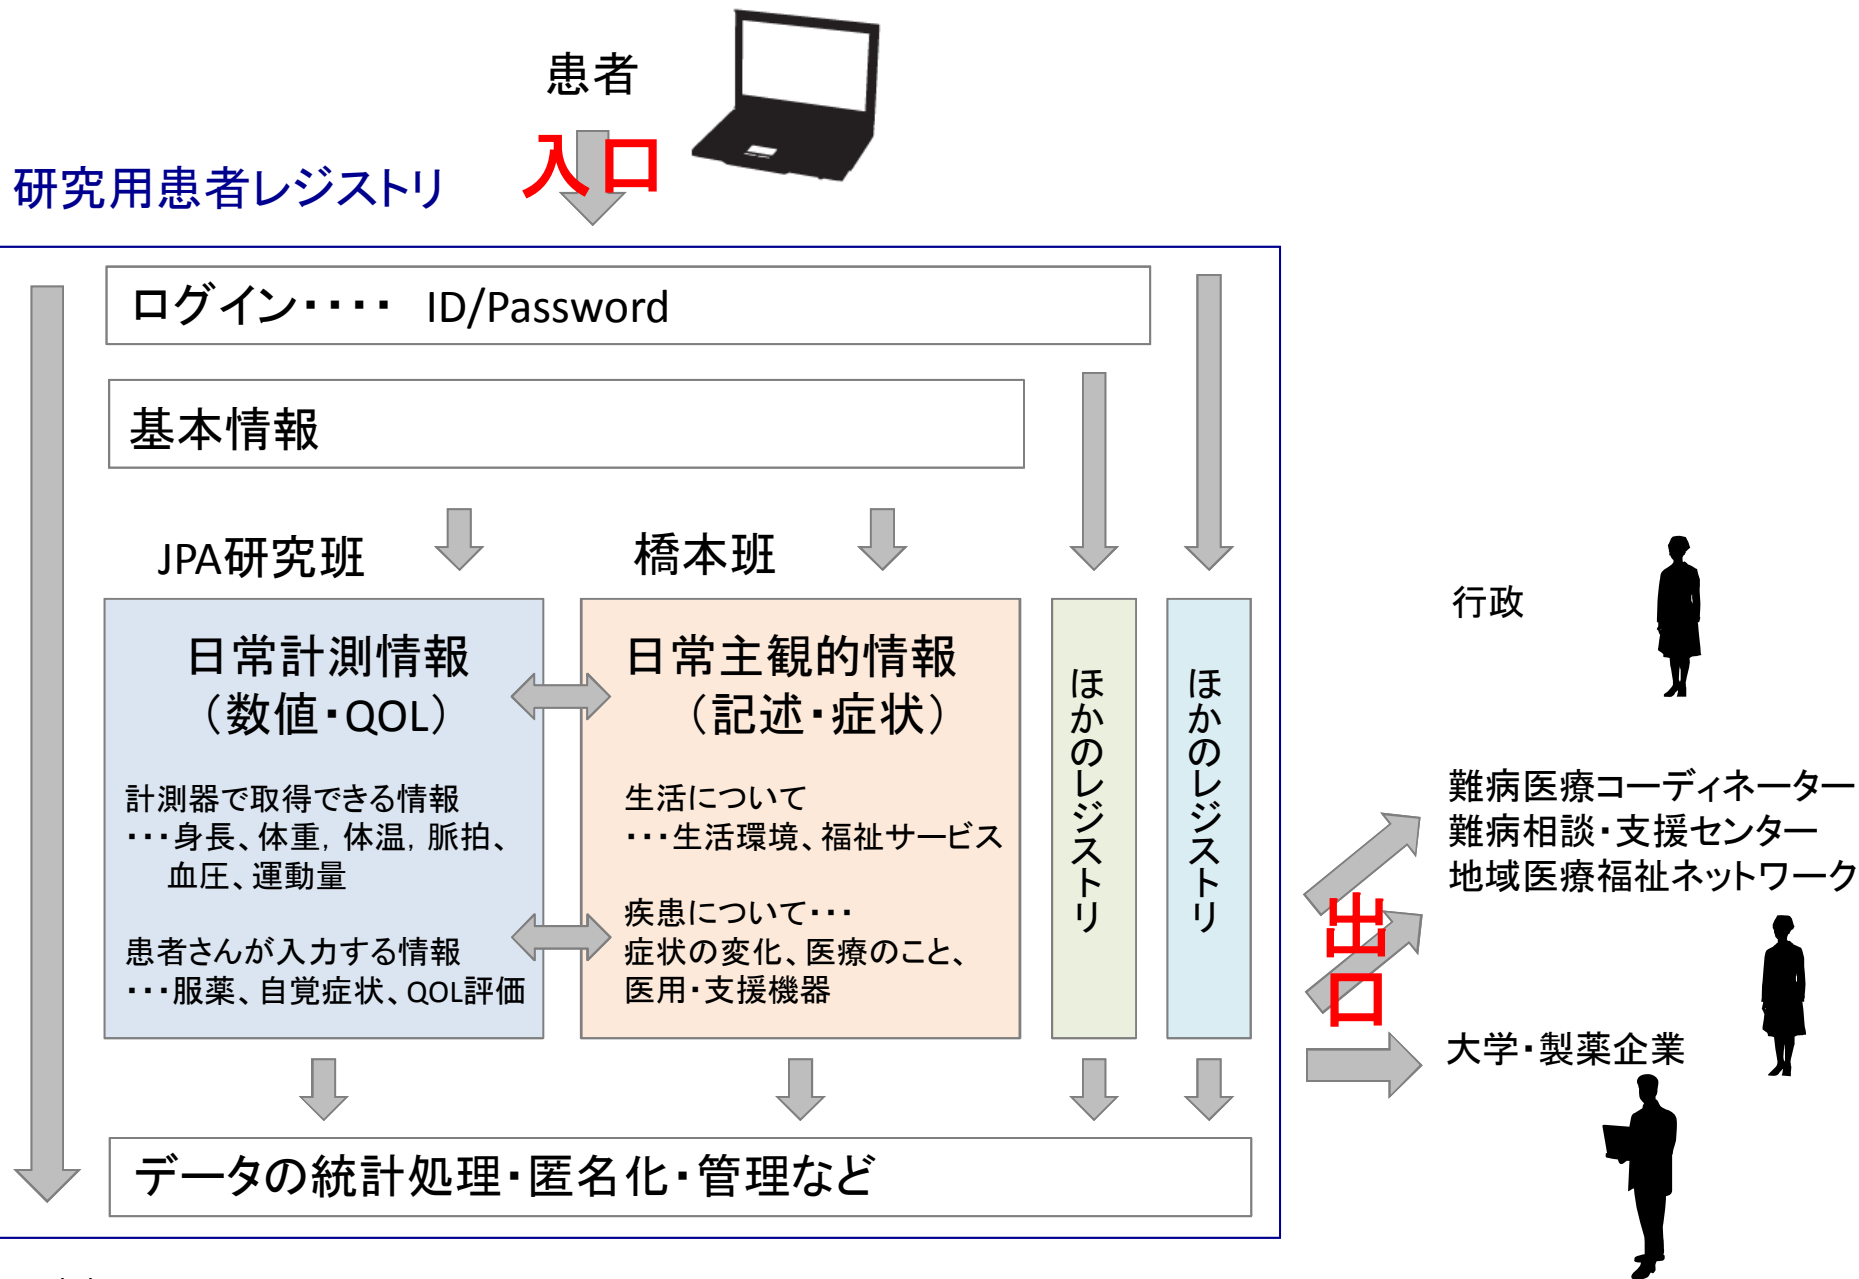 患者
入口
研究用患者レジストリ
ログイン・・・・ ID/Password
基本情報
JPA研究班
橋本班
日常計測情報
（数値・QOL）
計測器で取得できる情報
・・・身長、体重, 体温, 脈拍、
血圧、運動量
患者さんが入力する情報
・・・服薬、自覚症状、QOL評価
日常主観的情報
（記述・症状）
生活について
・・・生活環境、福祉サービス
疾患について・・・
症状の変化、医療のこと、
医用・支援機器
ほかのレジストリ
ほかのレジストリ
データの統計処理・匿名化・管理など
出口
行政
難病医療コーディネーター
難病相談・支援センター
地域医療福祉ネットワーク
大学・製薬企業